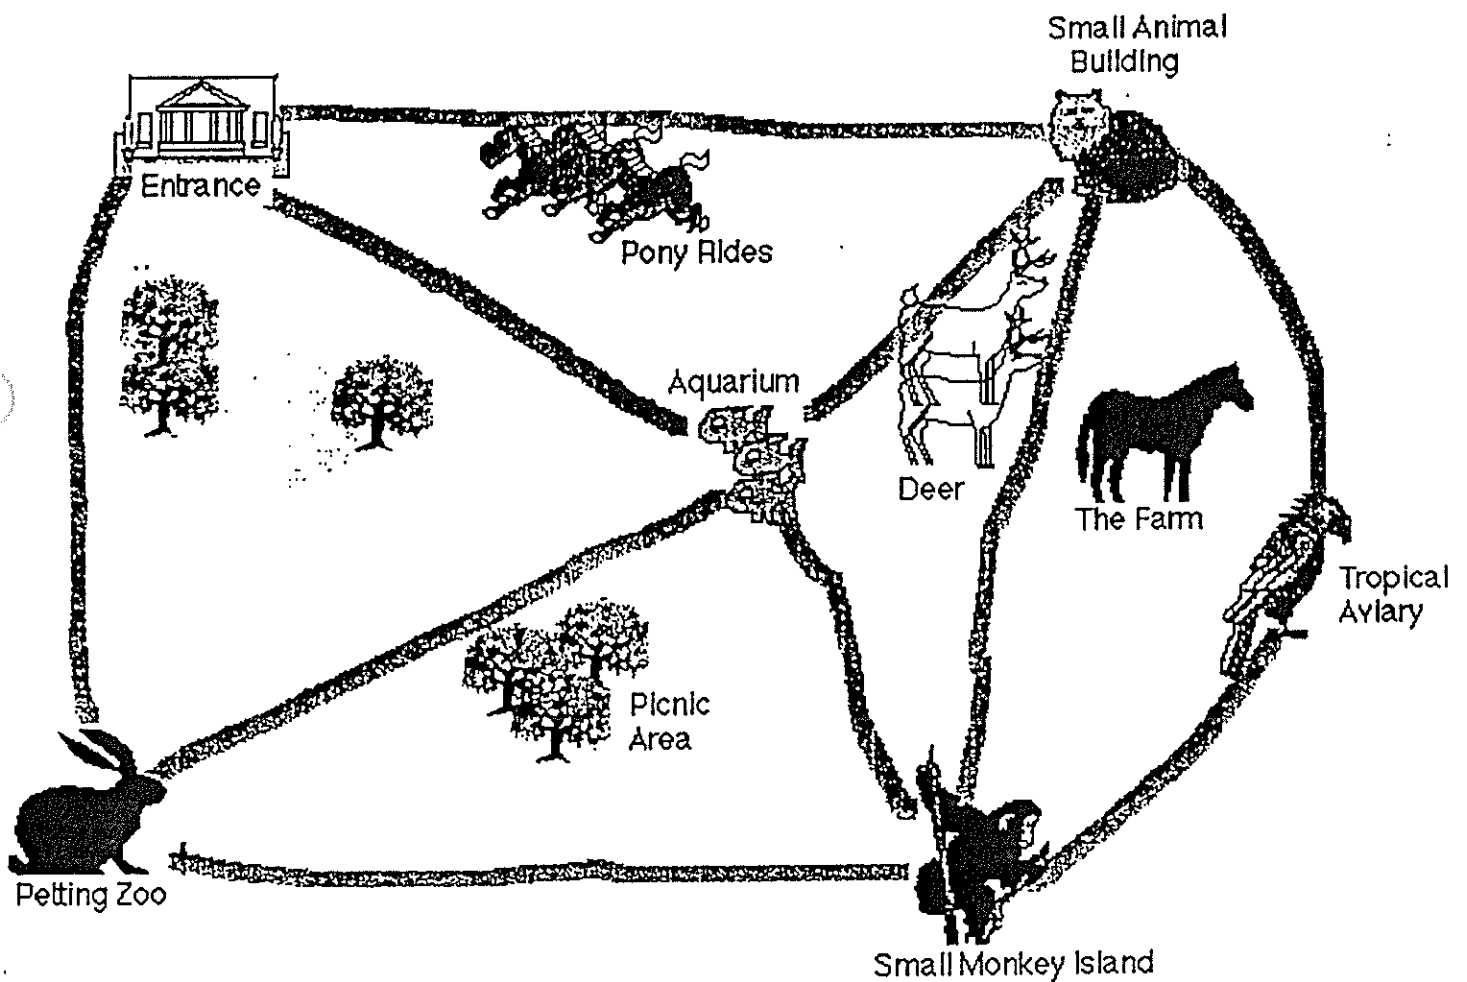 Small Animal
Building
Entrance
Pony Rides
Aquarium
Deer
The Farm
Tropical
Aviary
Picnic
Area
Petting Zoo
Small Monkey Island